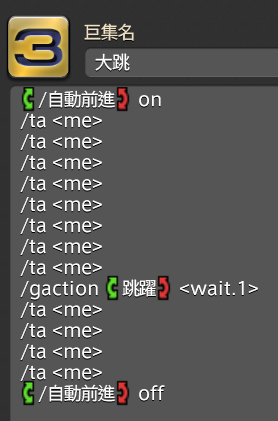 3
巨集名
大跳
/自動前進 on
/ta <me>
/ta <me>
/ta <me>
/ta <me>
/ta <me>
/ta <me>
/ta <me>
/ta <me>
/gaction 跳躍 <wait.1>
/ta <me>
/ta <me>
/ta <me>
/ta <me>
/自動前進 off